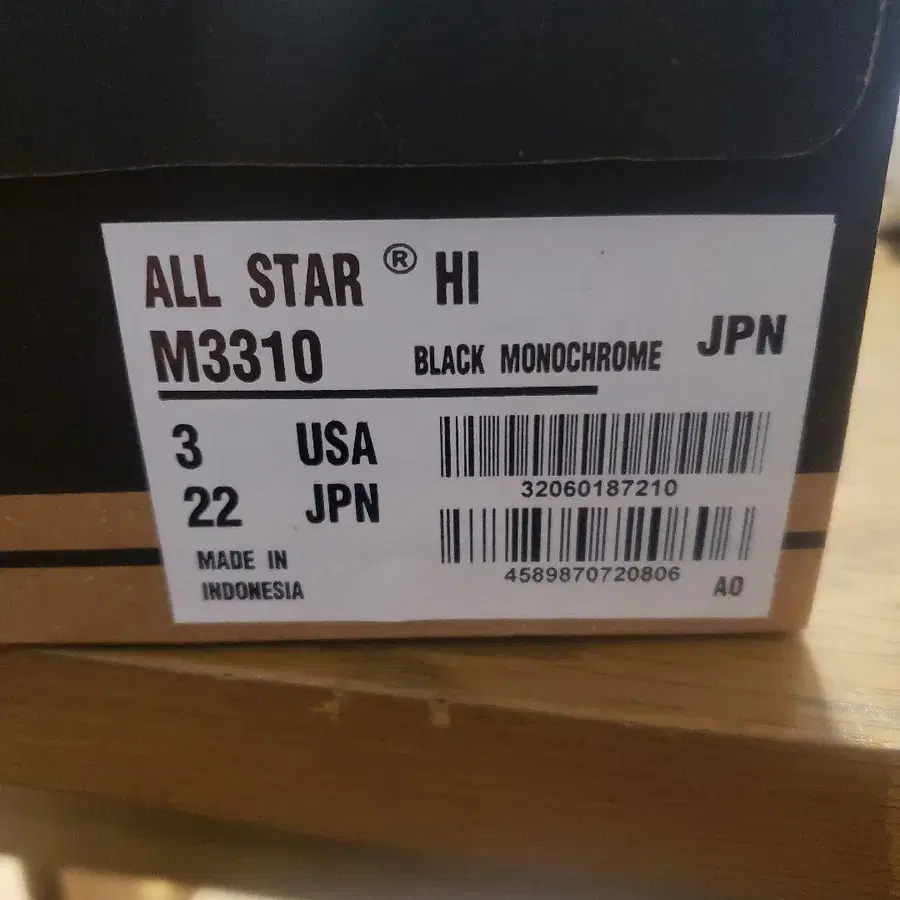 ALL STAR ® HI
M3310 BLACK MONOCHROME JPN
3 USA
22 JPN
MADE IN
INDONESIA
32060187210
4589870720806
A0